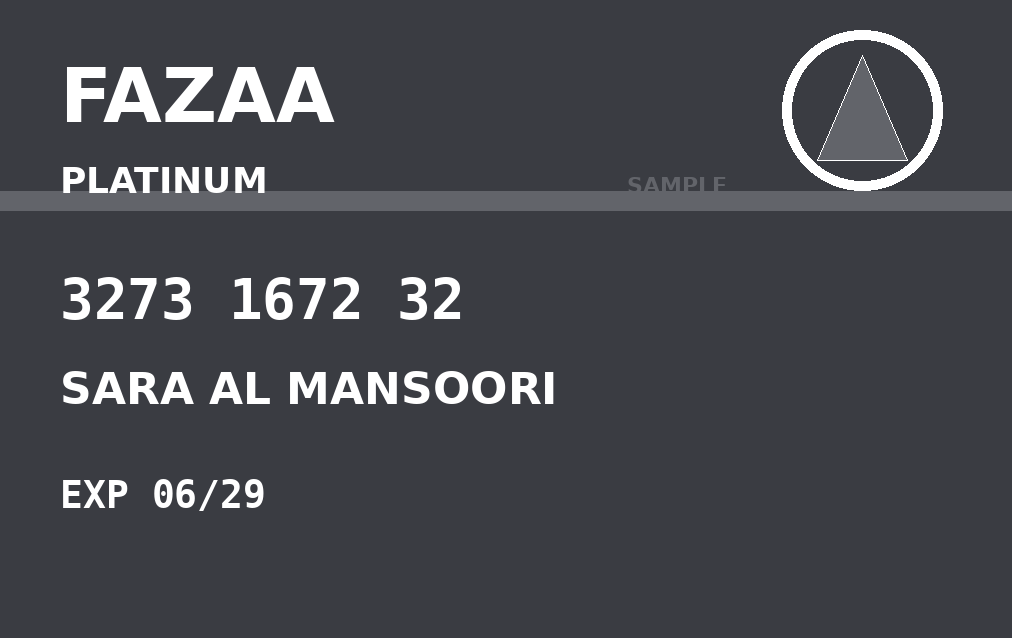 FAZAA
PLATINUM
SAMPLE
3273 1672 32
SARA AL MANSOORI
EXP 06/29